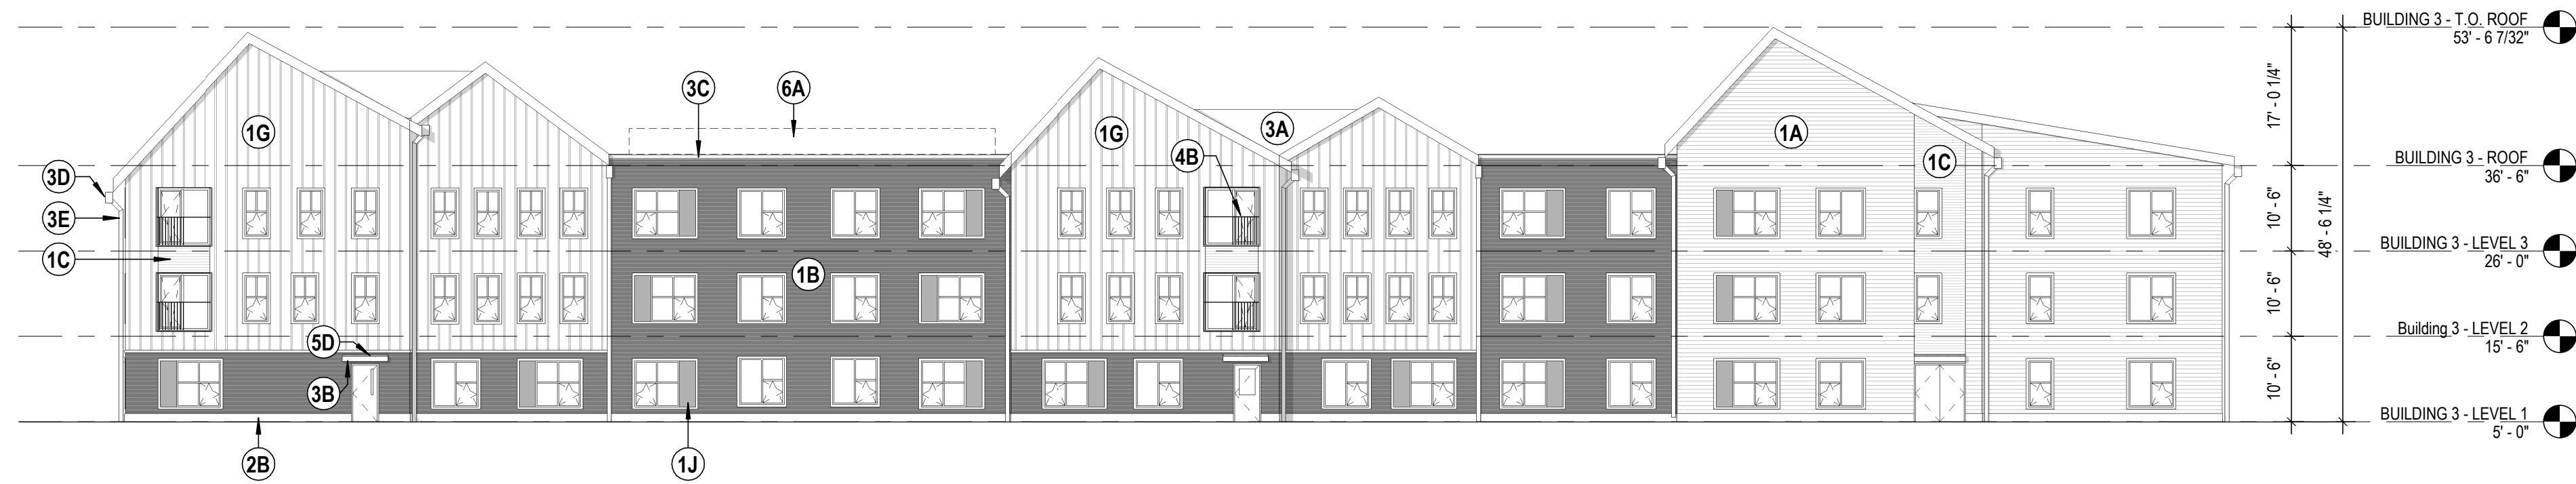 BUILDING 3 - T.O. ROOF
53' - 6 7/32"
17' - 0 1/4"
3C
6A
1G
1G
3A
1A
4B
1C
BUILDING 3 - ROOF
36' - 6"
3D
3E
10' - 6"
48' - 6 1/4"
1C
1B
BUILDING 3 - LEVEL 3
26' - 0"
10' - 6"
5D
Building 3 - LEVEL 2
15' - 6"
3B
10' - 6"
BUILDING 3 - LEVEL 1
5' - 0"
2B
1J